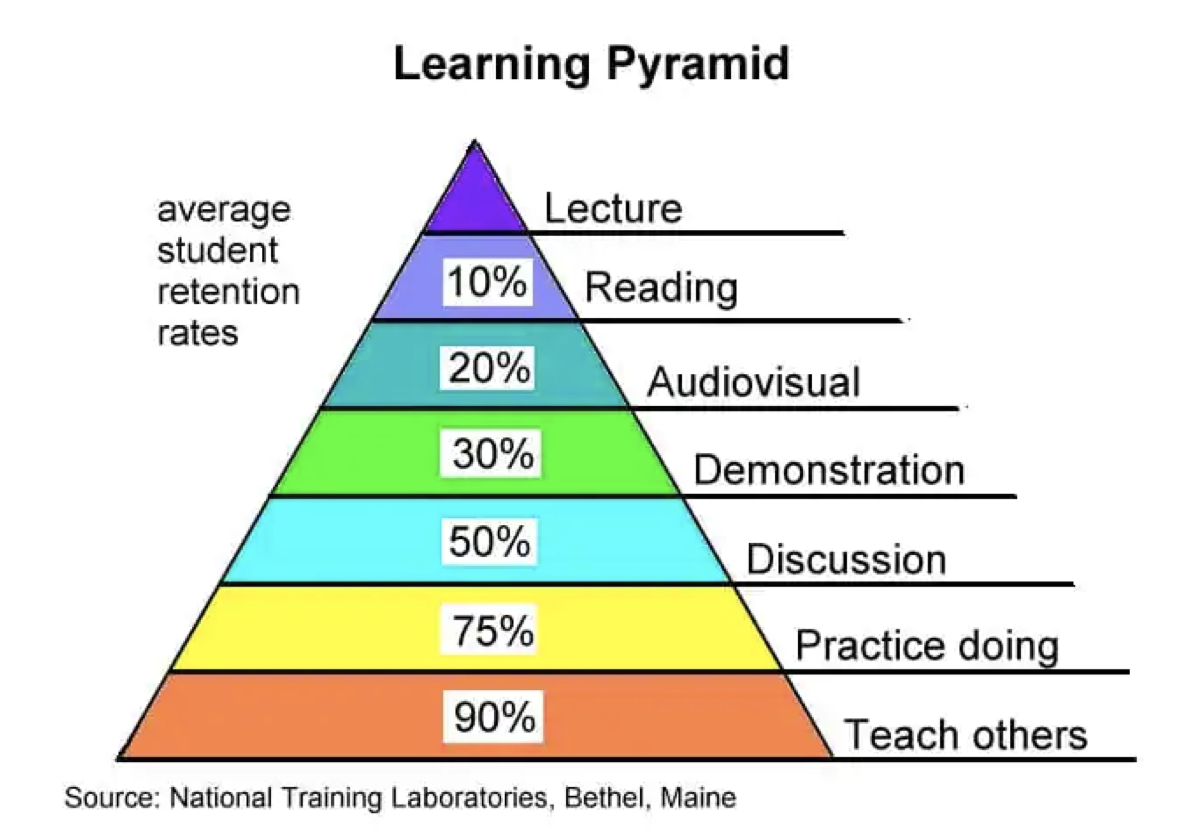 Learning Pyramid
average
student
retention
rates
Lecture
10% Reading
20% Audiovisual
30% Demonstration
50% Discussion
75% Practice doing
90% Teach others
Source: National Training Laboratories, Bethel, Maine